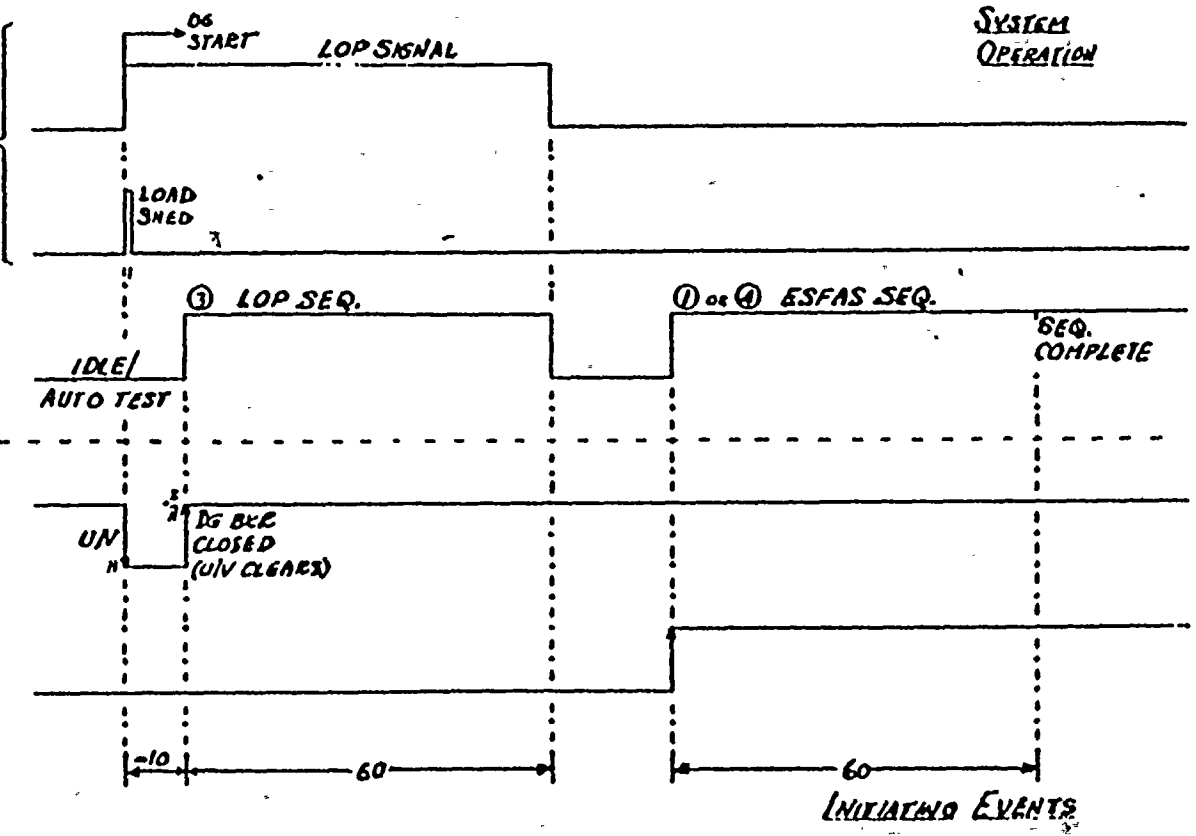 DG
START
SYSTEM
OPERATION
LOP SIGNAL
LOAD
SHED
③ LOP SEQ.
① OR ④ ESFAS SEQ.
SEQ.
COMPLETE
IDLE/
AUTO TEST
U/V
DG BKR
CLOSED
(U/V CLEARS)
~10
60
60
INITIATING EVENTS